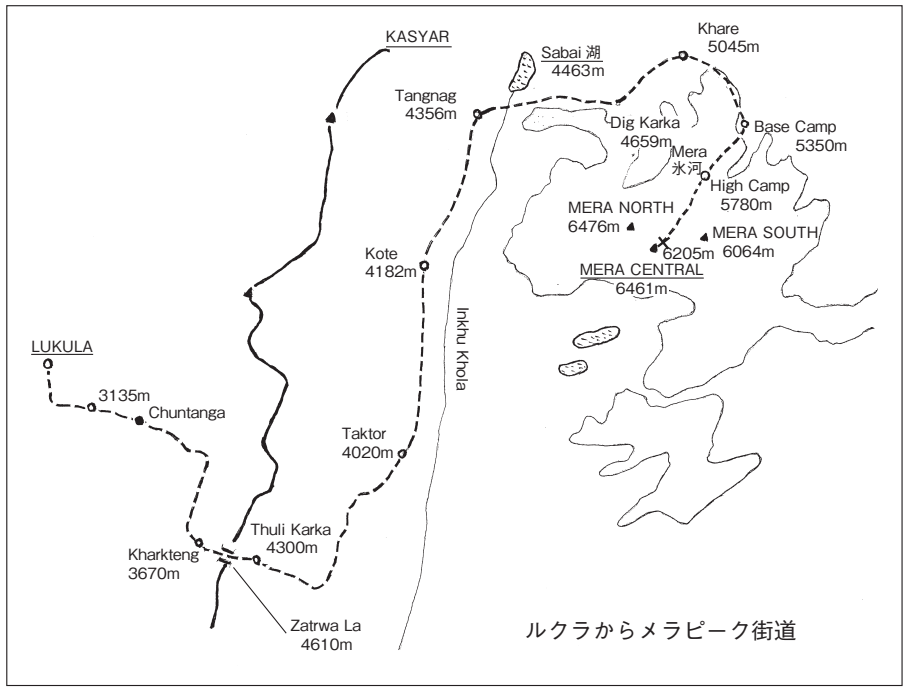 KASYAR
Sabai 湖
4463m
Khare
5045m
Tangnag
4356m
Dig Karka
4659m
Base Camp
5350m
Mera
氷河
High Camp
5780m
MERA NORTH
6476m
MERA SOUTH
6064m
6205m
MERA CENTRAL
6461m
Kote
4182m
Inkhu Khola
LUKULA
3135m
Chuntanga
Taktor
4020m
Thuli Karka
4300m
Kharkteng
3670m
Zatrwa La
4610m
ルクラからメラピーク街道